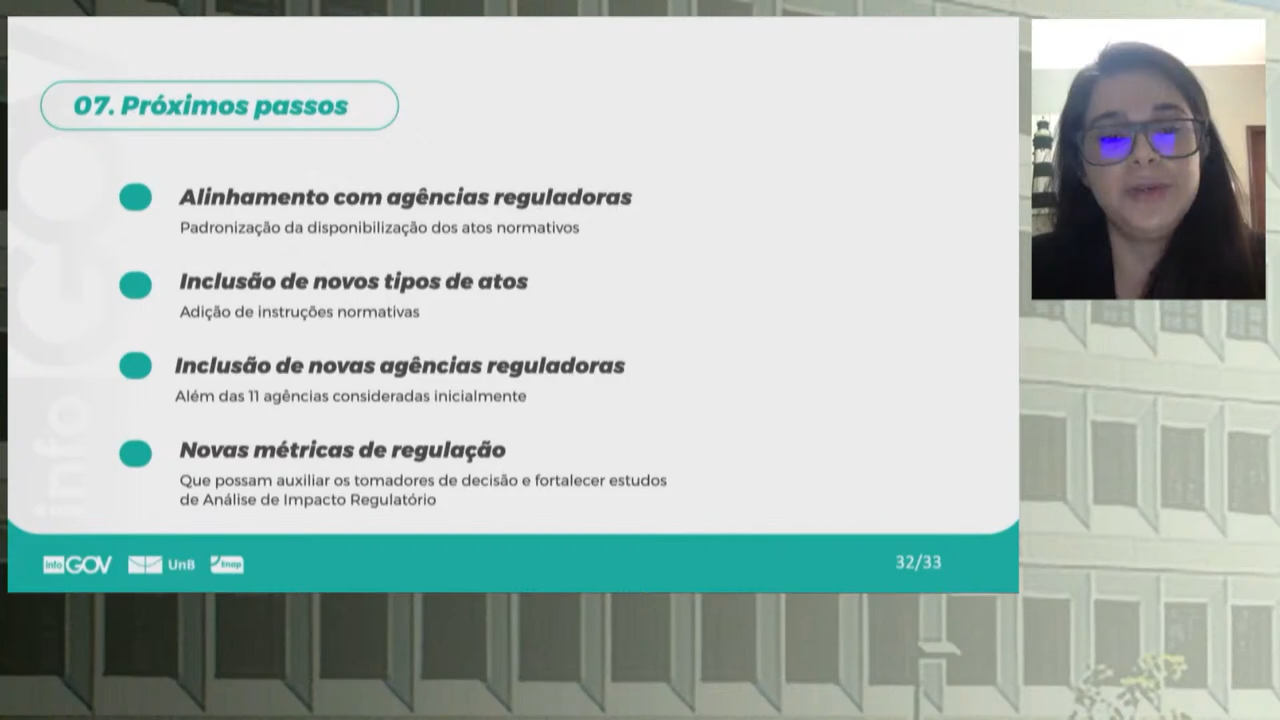 07. Próximos passos
Alinhamento com agências reguladoras
Padronização da disponibilização dos atos normativos
Inclusão de novos tipos de atos
Adição de instruções normativas
Inclusão de novas agências reguladoras
Além das 11 agências consideradas inicialmente
Novas métricas de regulação
Que possam auxiliar os tomadores de decisão e fortalecer estudos
de Análise de Impacto Regulatório
info GOV
info GOV UnB Enap
32/33